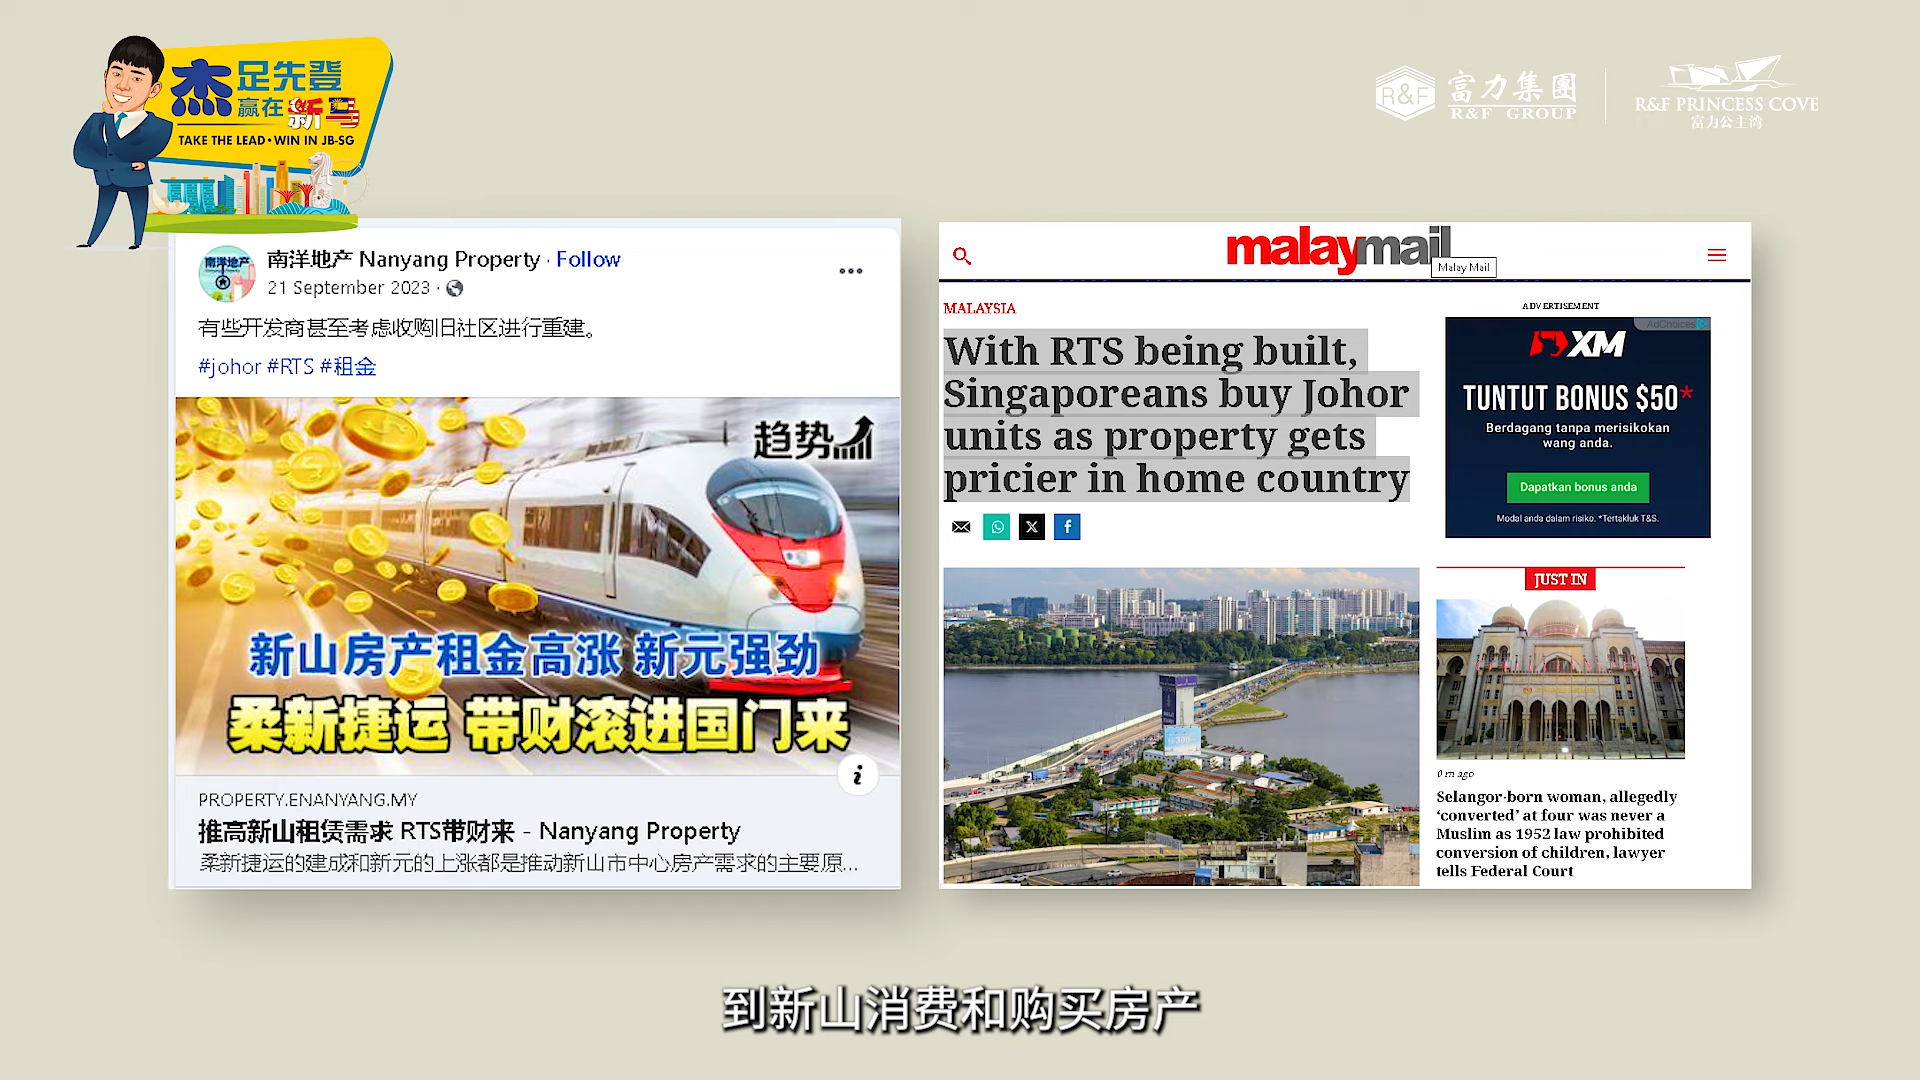 杰足先登
赢在新马
TAKE THE LEAD•WIN IN JB-SG
R&F
富力集團
R&F GROUP
R&F PRINCESS COVE
富力公主湾
南洋地产
南洋地产 Nanyang Property · Follow
21 September 2023 ·
有些开发商甚至考虑收购旧社区进行重建。
#johor #RTS #租金
趋势
新山房产租金高涨 新元强劲
柔新捷运 带财滚进国门来
PROPERTY.ENANYANG.MY
推高新山租赁需求 RTS带财来 – Nanyang Property
柔新捷运的建成和新元的上涨都是推动新山市中心房产需求的主要原...
malaymail
Malay Mail
MALAYSIA
With RTS being built,
Singaporeans buy Johor
units as property gets
pricier in home country
ADVERTISEMENT
AdChoices
XM
TUNTUT BONUS $50*
Berdagang tanpa merisikokan
wang anda.
Dapatkan bonus anda
Modal anda dalam risiko. *Tertakluk T&S.
JUST IN
0 m ago
Selangor-born woman, allegedly
‘converted’ at four was never a
Muslim as 1952 law prohibited
conversion of children, lawyer
tells Federal Court
到新山消费和购买房产